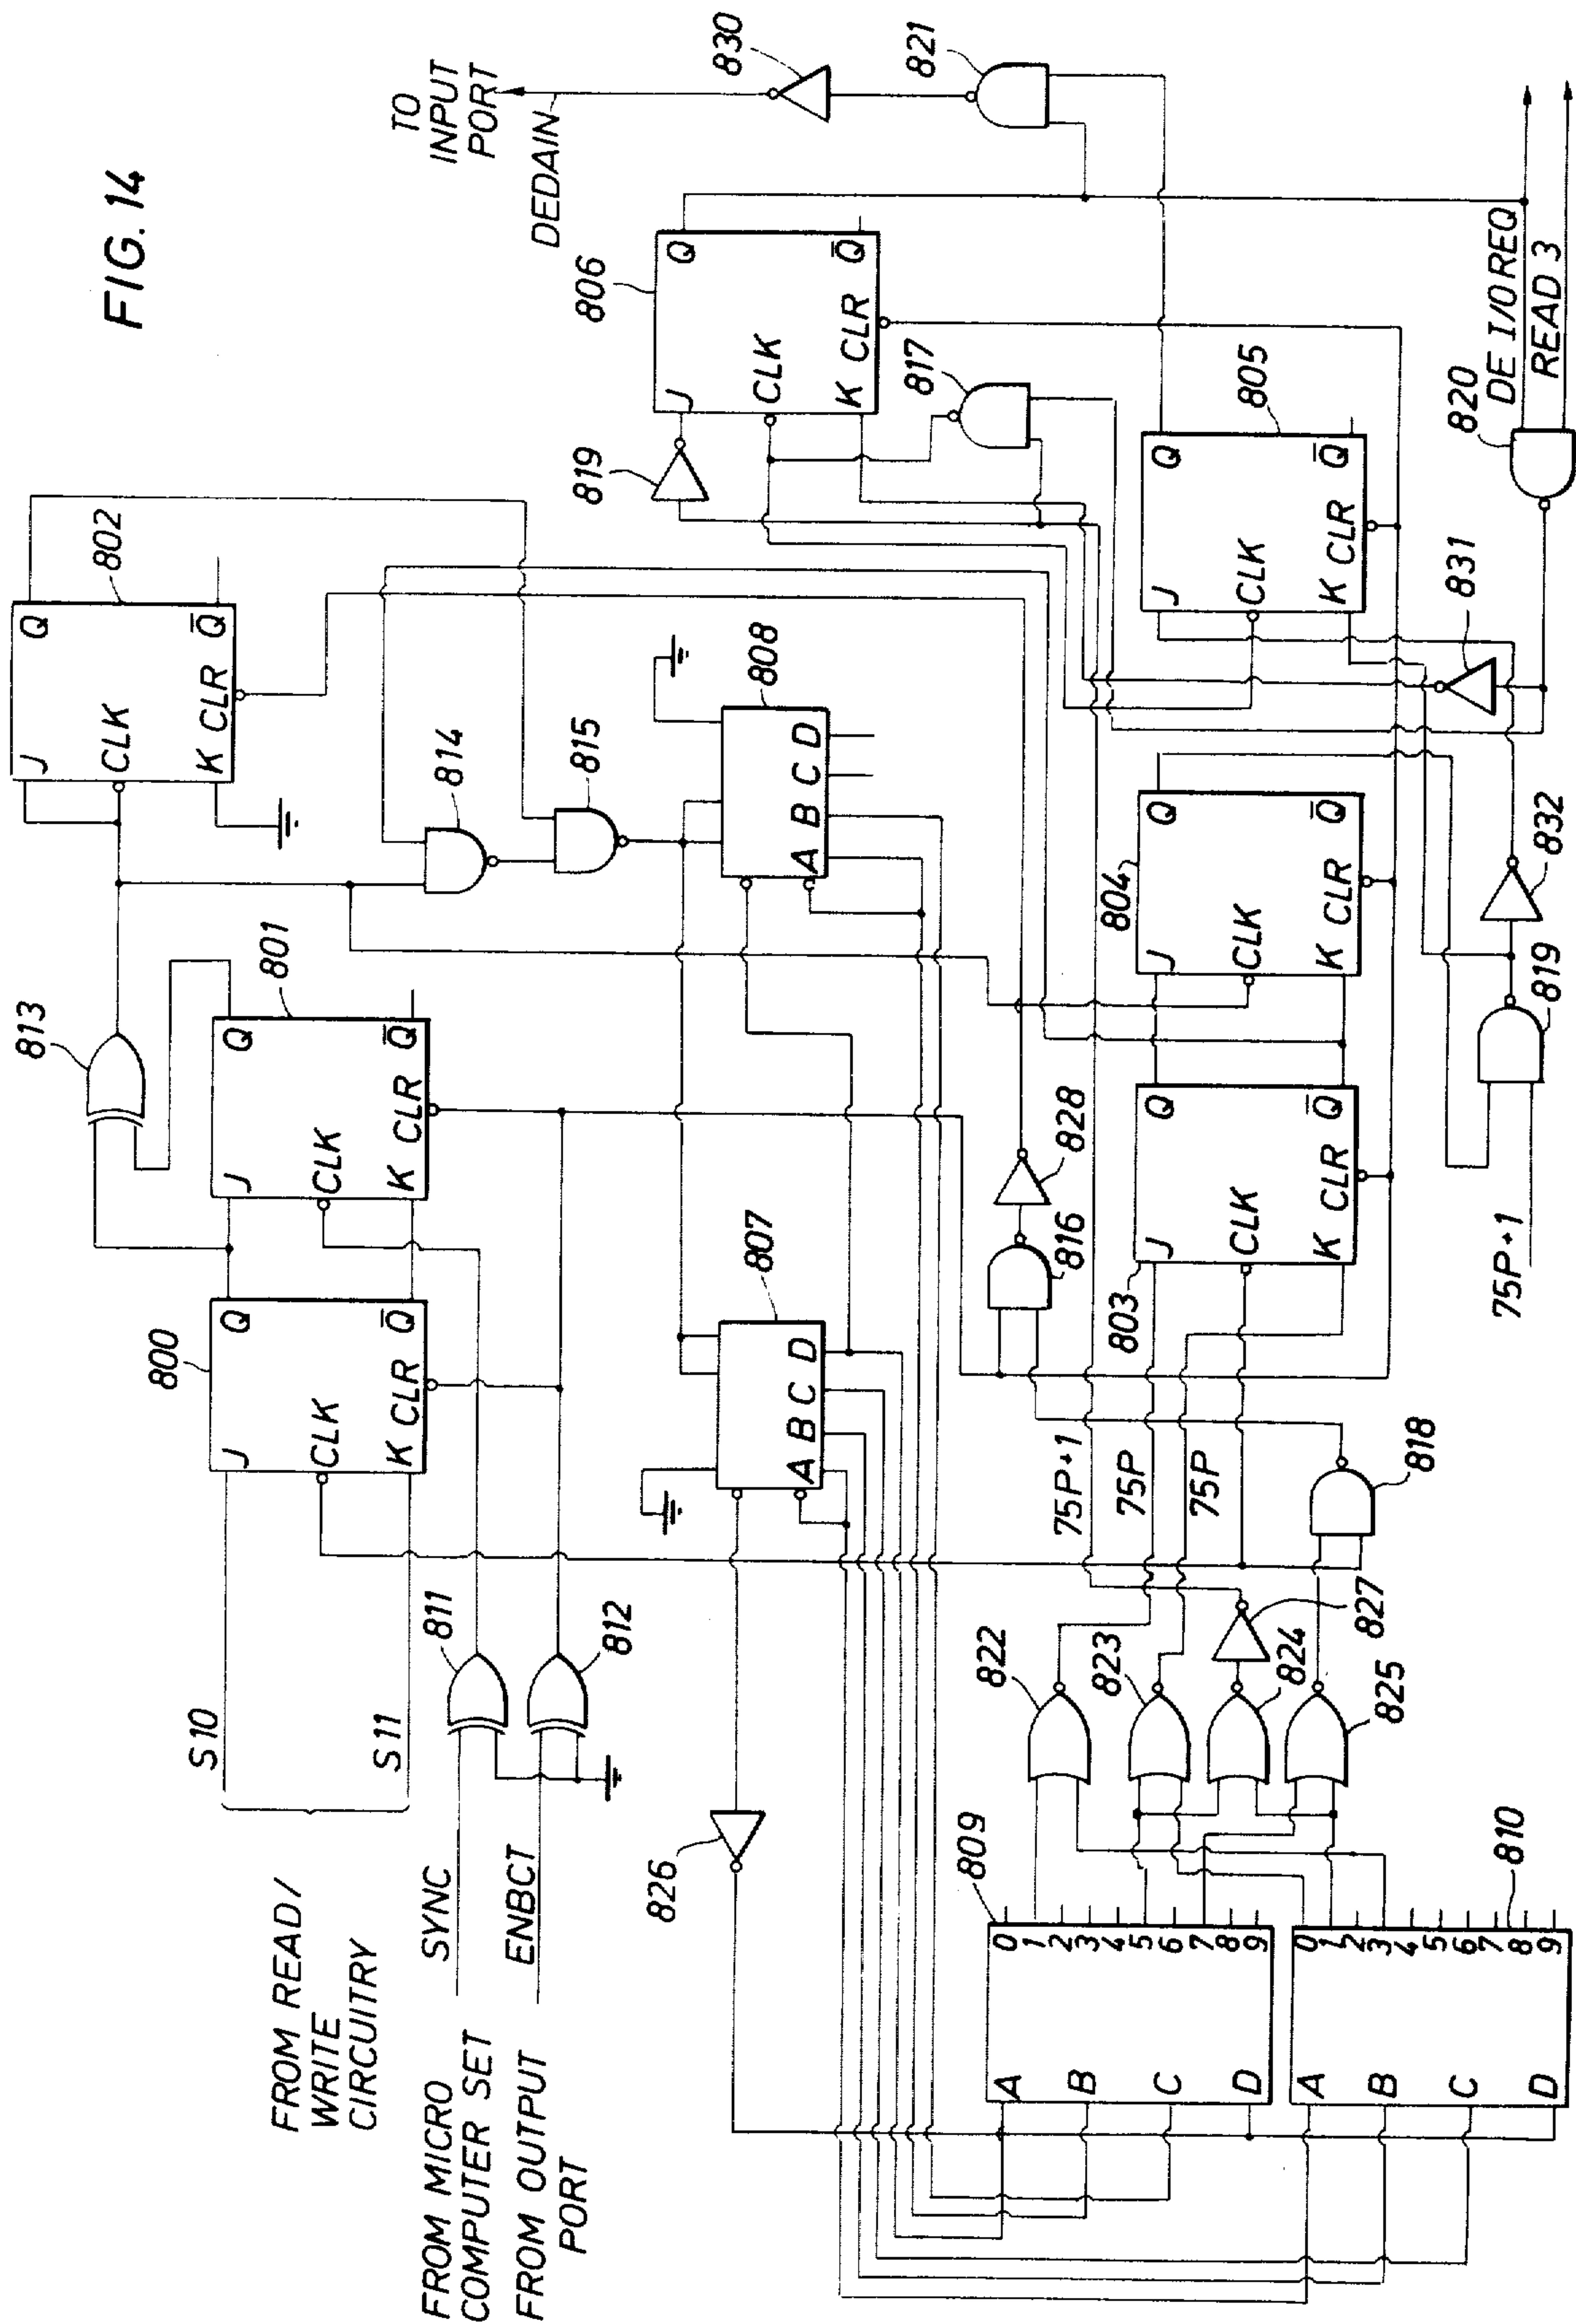 FIG. 14
FROM READ/
WRITE
CIRCUITRY
S10
S11
FROM MICRO
COMPUTER SET
SYNC
FROM OUTPUT
PORT
ENBCT
811
812
800
J
CLK
K
CLR
Q
Q̅
801
J
CLK
K
CLR
Q
Q̅
813
802
J
CLK
K
CLR
Q
Q̅
814
815
826
807
A B C D
808
A B C D
809
A
B
C
D
0
1
2
3
4
5
6
7
8
9
810
A
B
C
D
0
1
2
3
4
5
6
7
8
9
822
823
824
825
827
818
75P+1
75P
75P
816
828
803
J
CLK
K
CLR
Q
Q̅
804
J
CLK
K
CLR
Q
Q̅
75P+1
819
832
831
805
J
CLK
K
CLR
Q
Q̅
819
817
806
J
CLK
K
CLR
Q
Q̅
820
DE I/O REQ
READ 3
821
830
DEDAIN
TO
INPUT
PORT